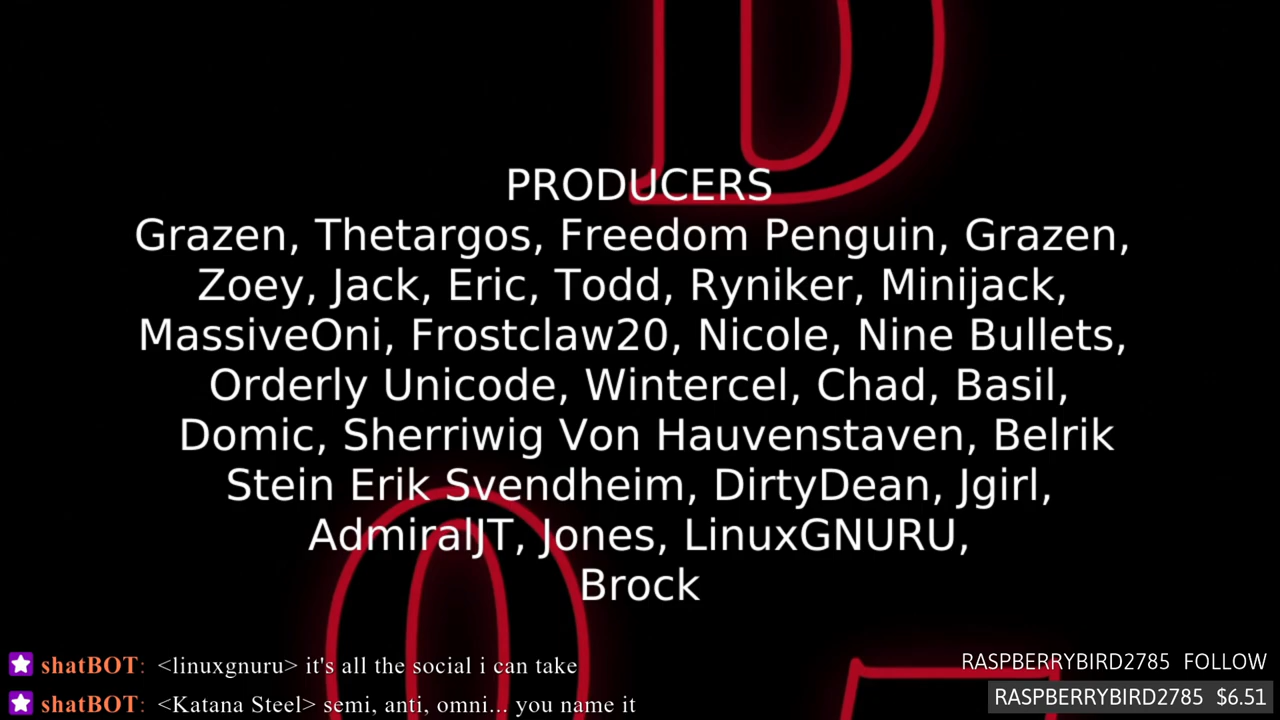 D
PRODUCERS
Grazen, Thetargos, Freedom Penguin, Grazen,
Zoey, Jack, Eric, Todd, Ryniker, Minijack,
MassiveOni, Frostclaw20, Nicole, Nine Bullets,
Orderly Unicode, Wintercel, Chad, Basil,
Domic, Sherriwig Von Hauvenstaven, Belrik
Stein Erik Svendheim, DirtyDean, Jgirl,
AdmiralJT, Jones, LinuxGNURU,
Brock
shatBOT: <linuxgnuru> it's all the social i can take
shatBOT: <Katana Steel> semi, anti, omni... you name it
RASPBERRYBIRD2785 FOLLOW
RASPBERRYBIRD2785 $6.51